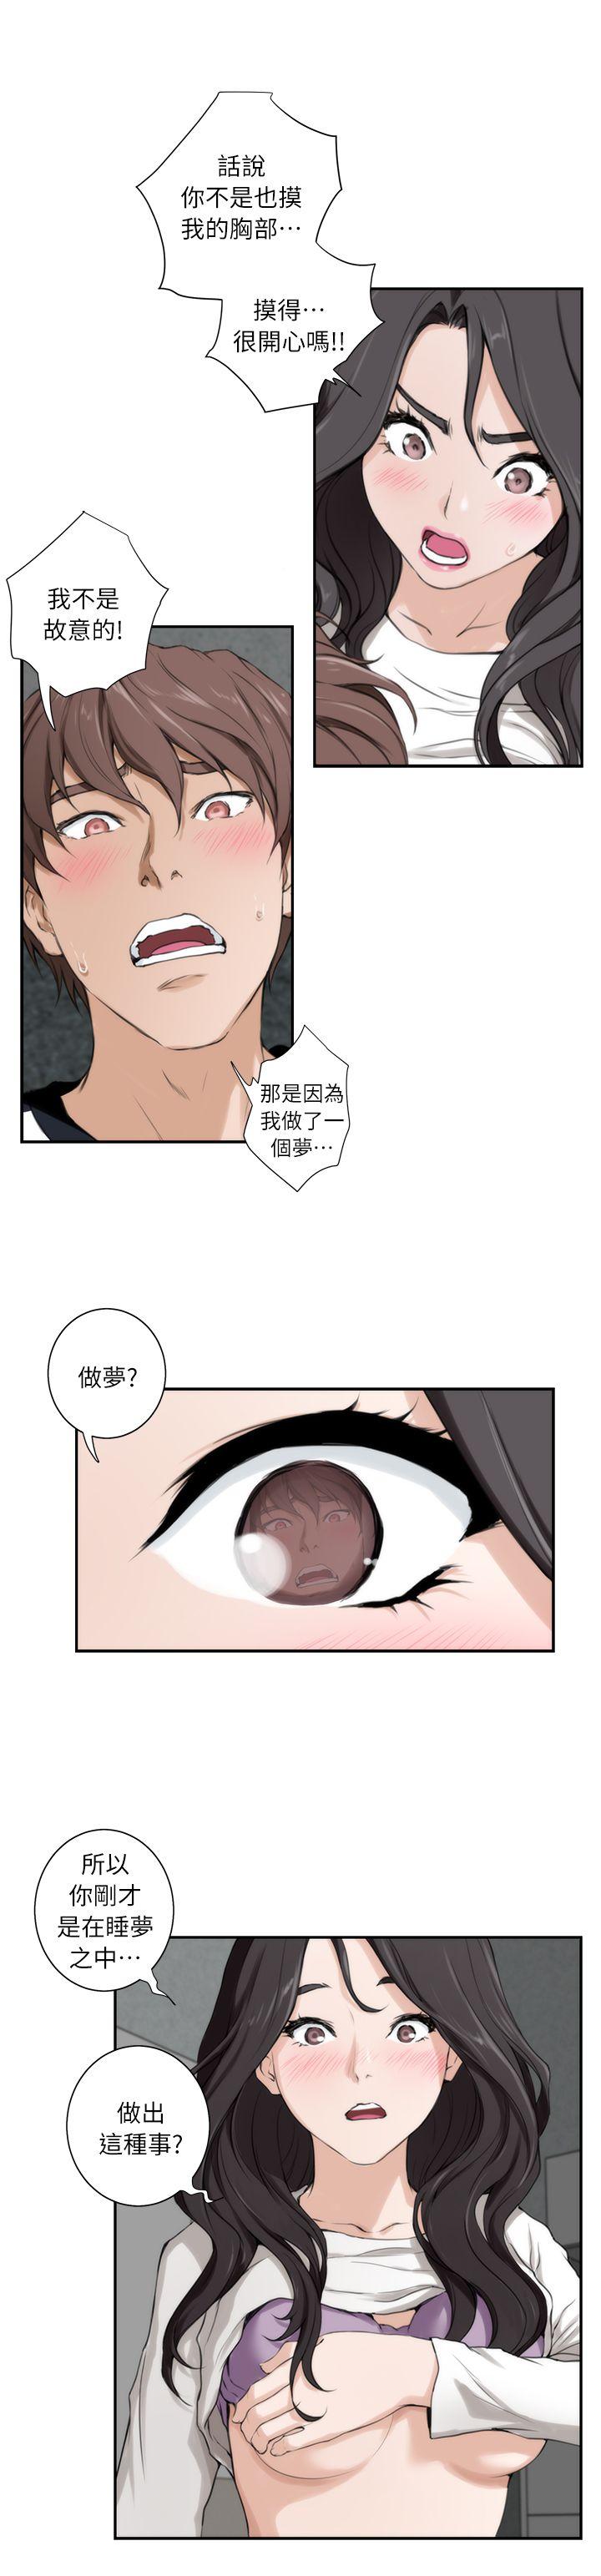 話說
你不是也摸
我的胸部⋯
摸得⋯
很開心嗎!!
我不是
故意的!
那是因為
我做了一
個夢⋯
做夢?
所以
你剛才
是在睡夢
之中⋯
做出
這種事?